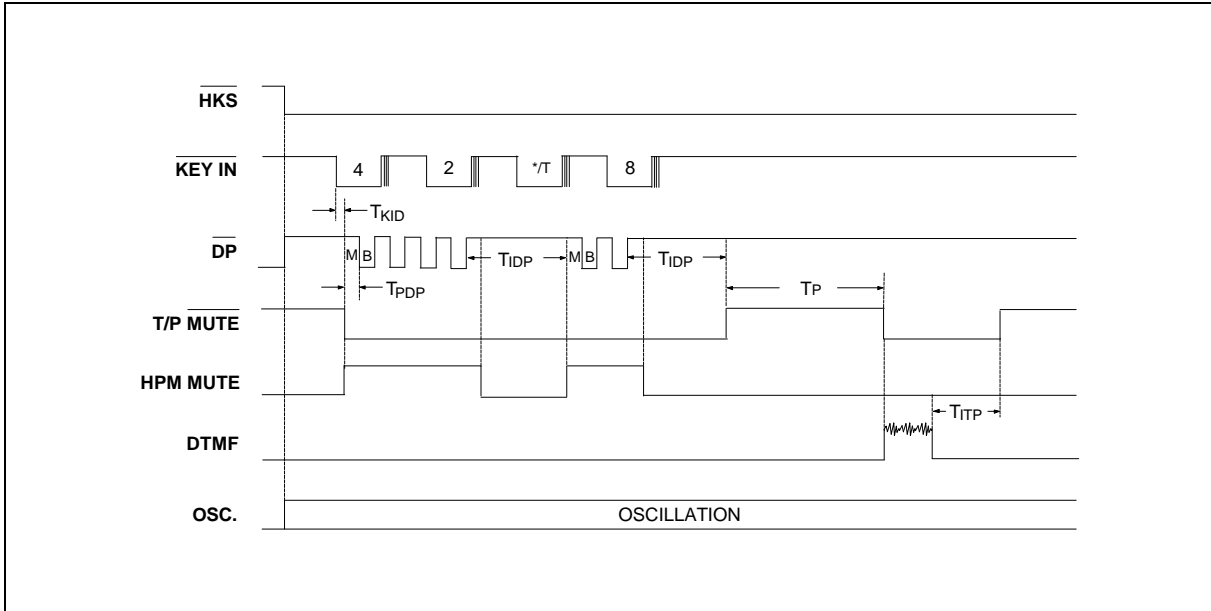 HKS
KEY IN
4
2
*/T
8
TKID
DP
M B
TIDP
M B
TIDP
TPDP
TP
T/P MUTE
HPM MUTE
TITP
DTMF
OSC.
OSCILLATION